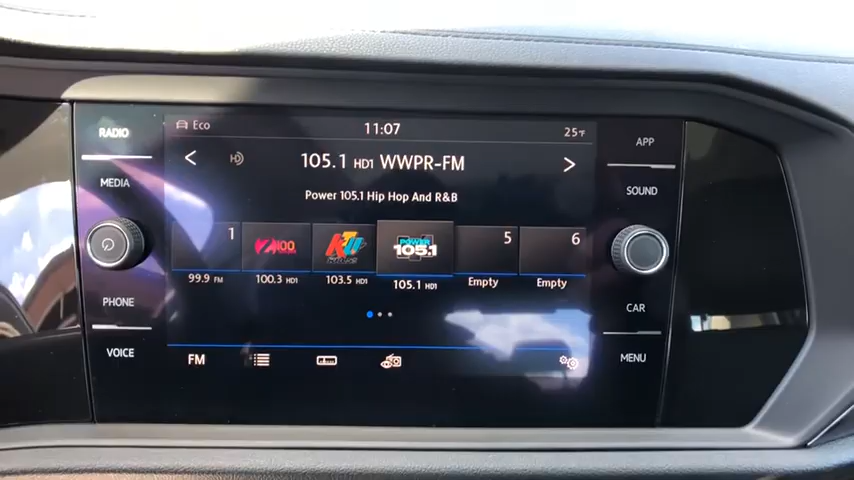 RADIO
Eco
11:07
25°F
APP
105.1 HD1 WWPR-FM
MEDIA
SOUND
Power 105.1 Hip Hop And R&B
1
Z100
KTU
POWER
105.1
5
6
99.9 FM
100.3 HD1
103.5 HD1
105.1 HD1
Empty
Empty
PHONE
CAR
VOICE
FM
MENU